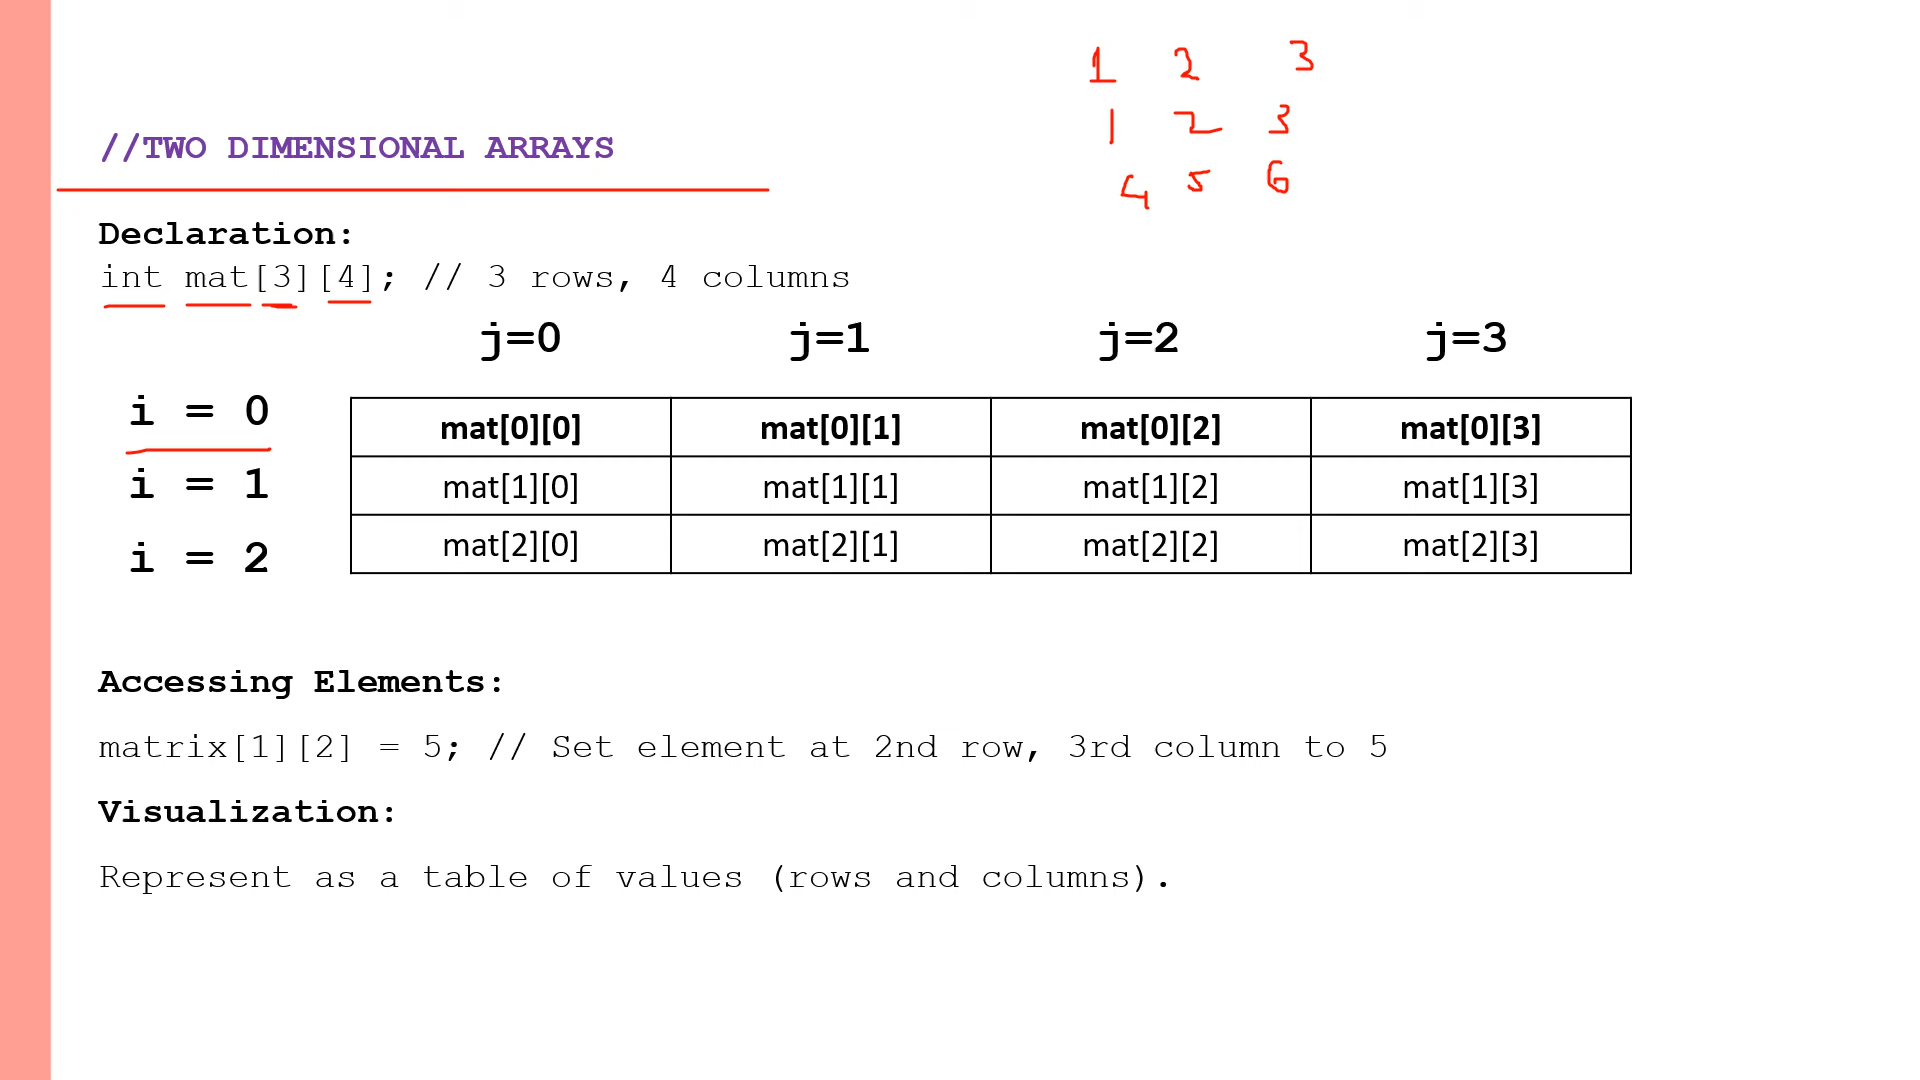 1 2 3
1 2 3
4 5 6
//TWO DIMENSIONAL ARRAYS
Declaration:
int mat[3][4]; // 3 rows, 4 columns
j=0 j=1 j=2 j=3
i = 0 mat[0][0] mat[0][1] mat[0][2] mat[0][3]
i = 1 mat[1][0] mat[1][1] mat[1][2] mat[1][3]
i = 2 mat[2][0] mat[2][1] mat[2][2] mat[2][3]
Accessing Elements:
matrix[1][2] = 5; // Set element at 2nd row, 3rd column to 5
Visualization:
Represent as a table of values (rows and columns).